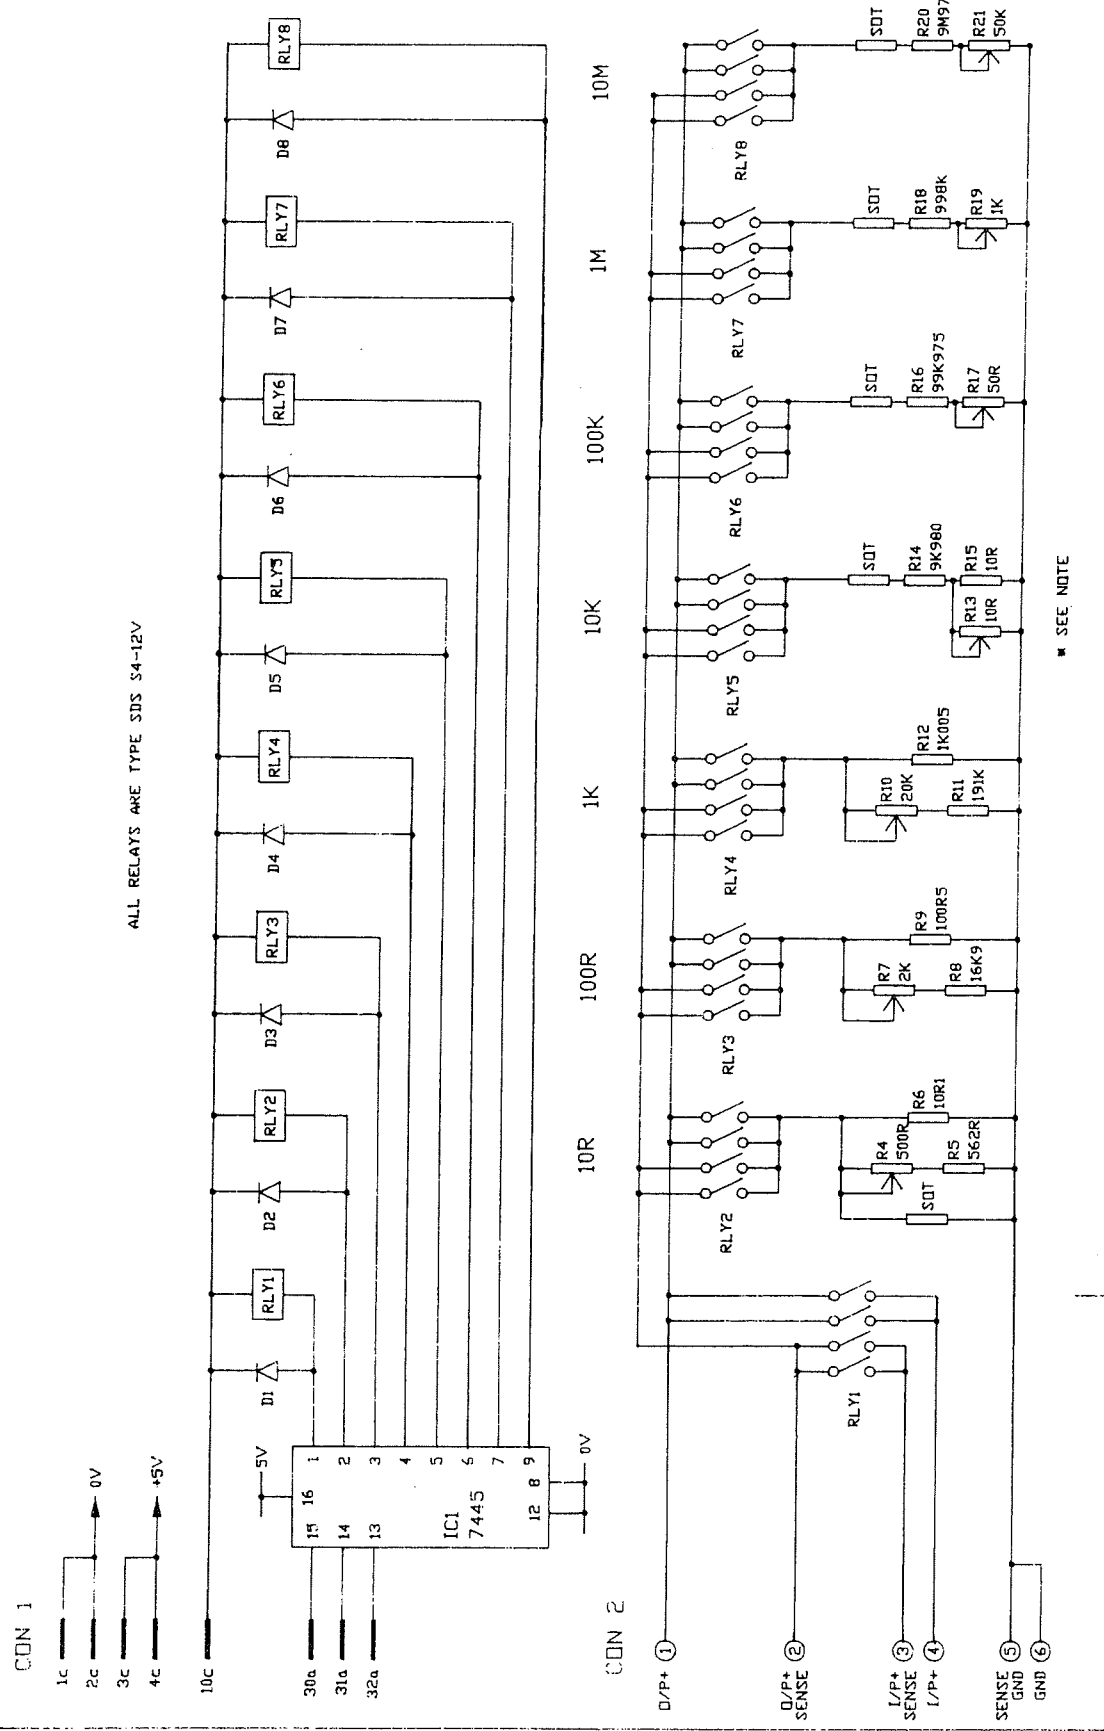 CON 1
1c
2c
3c
4c
10c
30a
31a
32a
0V
+5V
5V
16
15
14
13
IC1
7445
12
8
1
2
3
4
5
6
7
9
0V
ALL RELAYS ARE TYPE SDS S4-12V
D1
RLY1
D2
RLY2
D3
RLY3
D4
RLY4
D5
RLY5
D6
RLY6
D7
RLY7
D8
RLY8
10R
100R
1K
10K
100K
1M
10M
CON 2
O/P+ 1
O/P+ SENSE 2
I/P+ SENSE 3
I/P+ 4
SENSE GND 5
GND 6
RLY1
RLY2
RLY3
RLY4
RLY5
RLY6
RLY7
RLY8
SOT
R4
500R
R5
562R
R6
10R1
R7
2K
R8
16K9
R9
100R5
R10
20K
R11
191K
R12
1K005
SOT
R14
9K980
R13
10R
R15
10R
SOT
R16
99K975
R17
50R
SOT
R18
998K
R19
1K
SOT
R20
9M97
R21
50K
* SEE NOTE